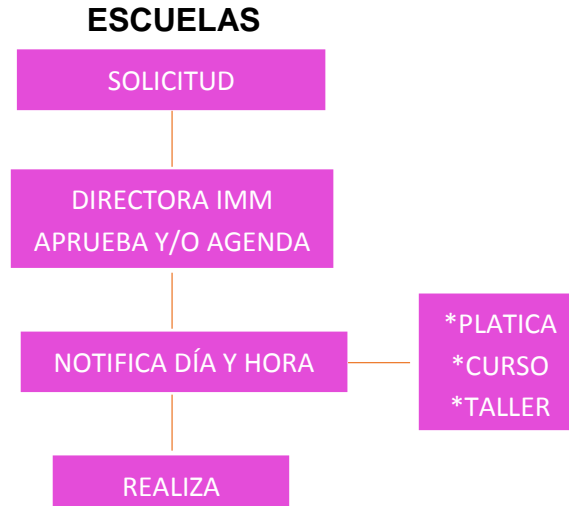 ESCUELAS
SOLICITUD
DIRECTORA IMM
APRUEBA Y/O AGENDA
NOTIFICA DÍA Y HORA
*PLATICA
*CURSO
*TALLER
REALIZA